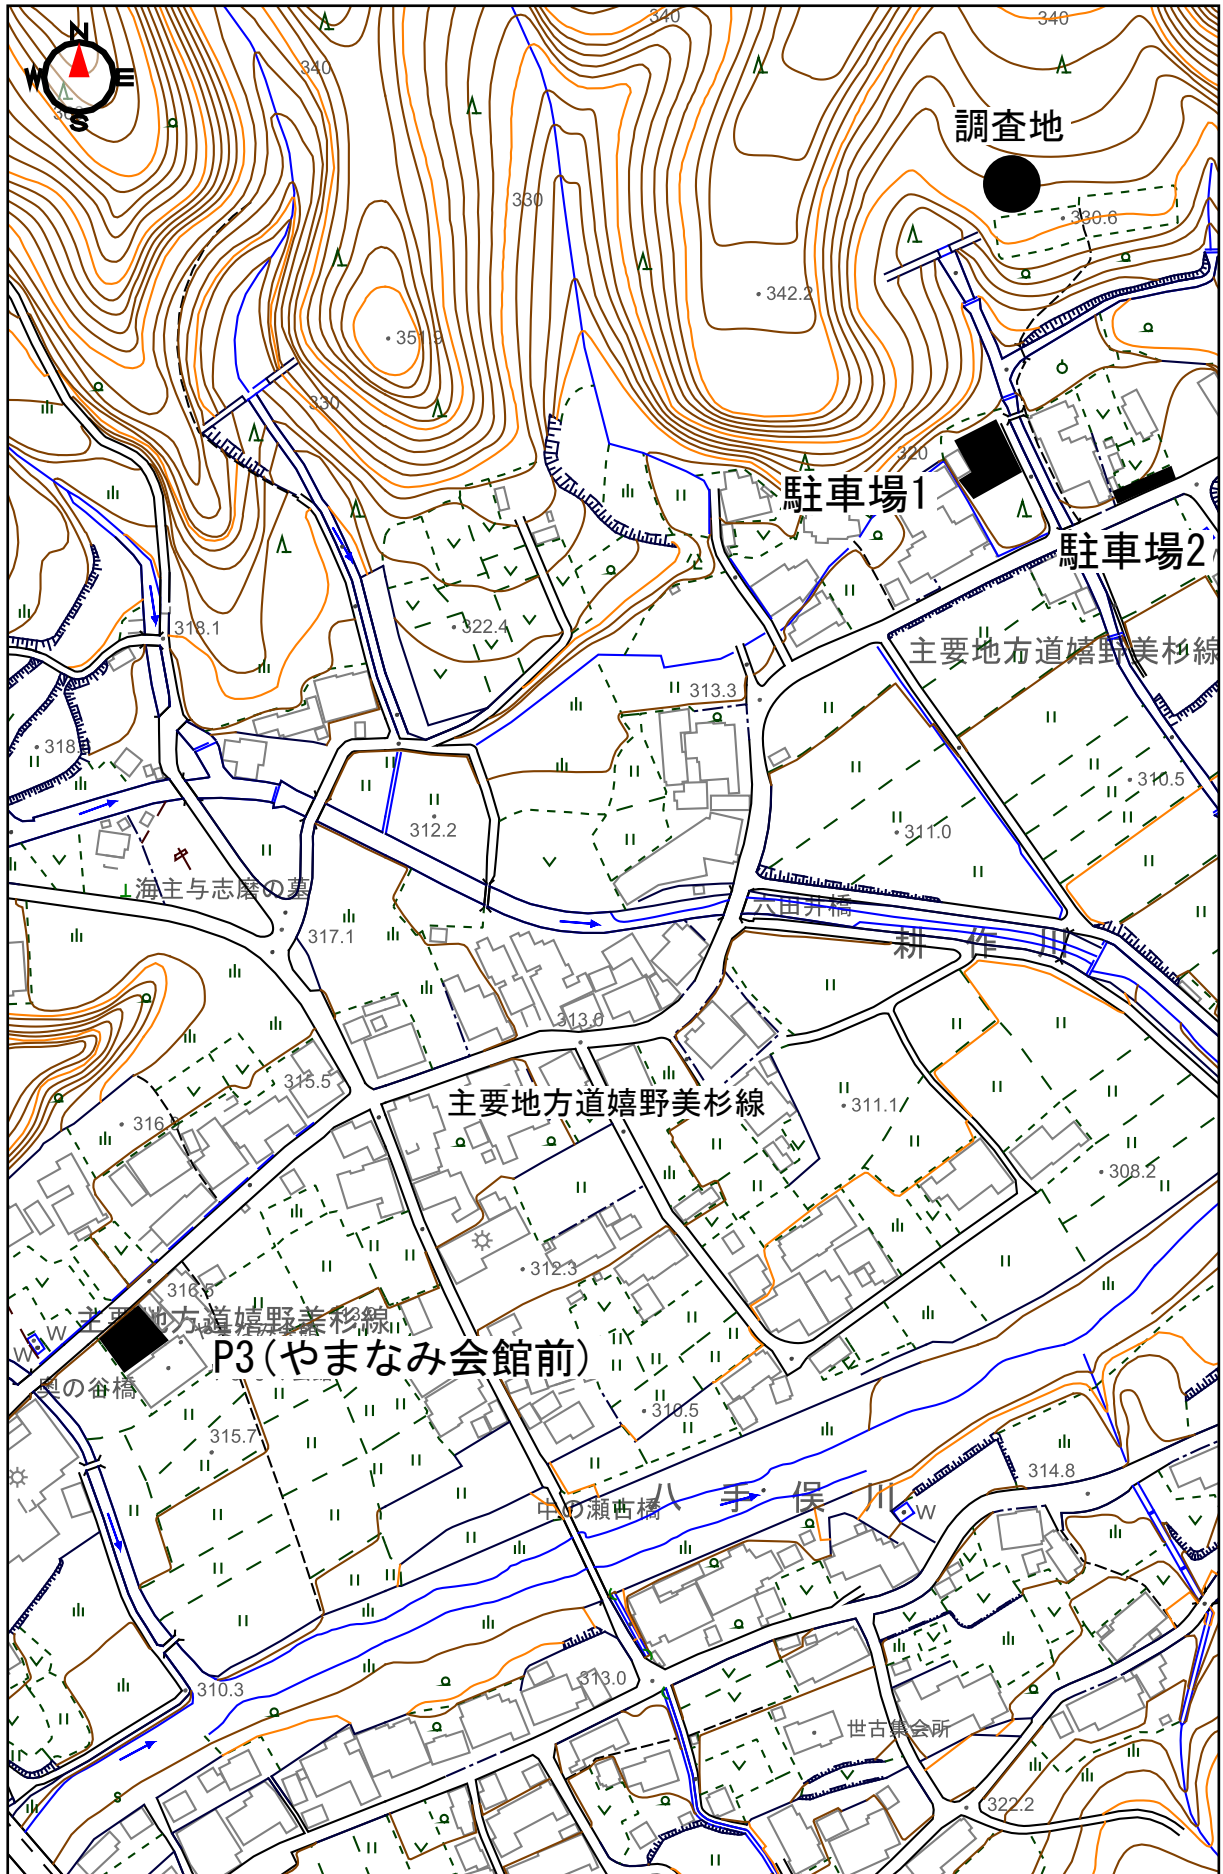 340
340
N
W E
S
340
調査地
330
330.6
342.2
351.9
330
320
駐車場1
駐車場2
322.4
318.1
主要地方道嬉野美杉線
313.3
310.5
312.2
311.0
海主与志磨の墓
六田井橋
317.1
耕作川
313.0
315.5
主要地方道嬉野美杉線
311.1
308.2
312.3
316.5
主要地方道嬉野美杉線
W
W
P3(やまなみ会館前)
奥の谷橋
310.5
315.7
314.8
中の瀬古橋
八手俣川
W
313.0
310.3
世古集会所
322.2
s